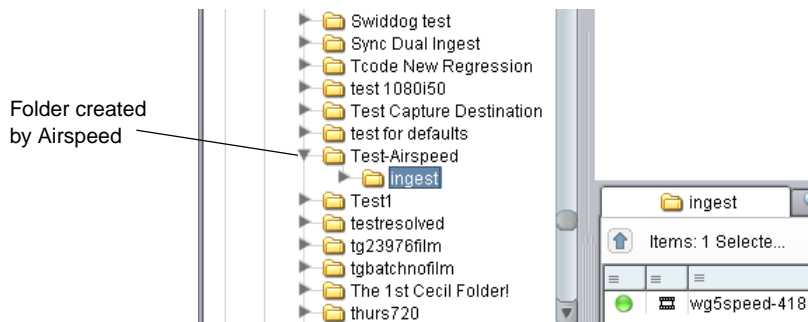 Swiddog test
Sync Dual Ingest
Tcode New Regression
test 1080i50
Test Capture Destination
test for defaults
Folder created
by Airspeed
Test-Airspeed
ingest
Test1
testresolved
tg23976film
tgbatchnofilm
The 1st Cecil Folder!
thurs720
ingest
Items: 1 Selecte...
wg5speed-418